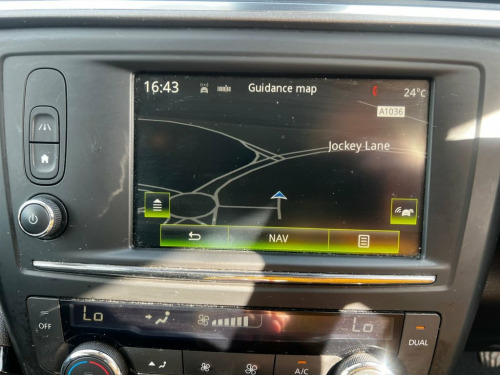 16:43 Guidance map 24°C
A1036
Jockey Lane
NAV
OFF Lo Lo DUAL
A/C